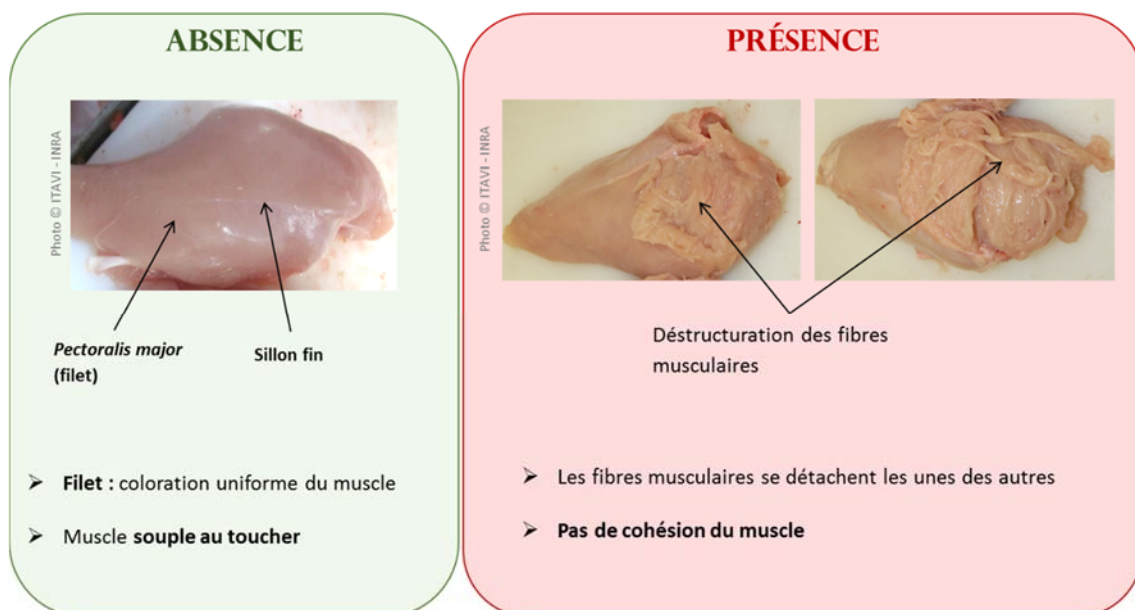 ABSENCE
Photo © ITAVI - INRA
Pectoralis major
(filet)
Sillon fin
➢ Filet : coloration uniforme du muscle
➢ Muscle souple au toucher
PRÉSENCE
Photo © ITAVI - INRA
Déstructuration des fibres
musculaires
➢ Les fibres musculaires se détachent les unes des autres
➢ Pas de cohésion du muscle